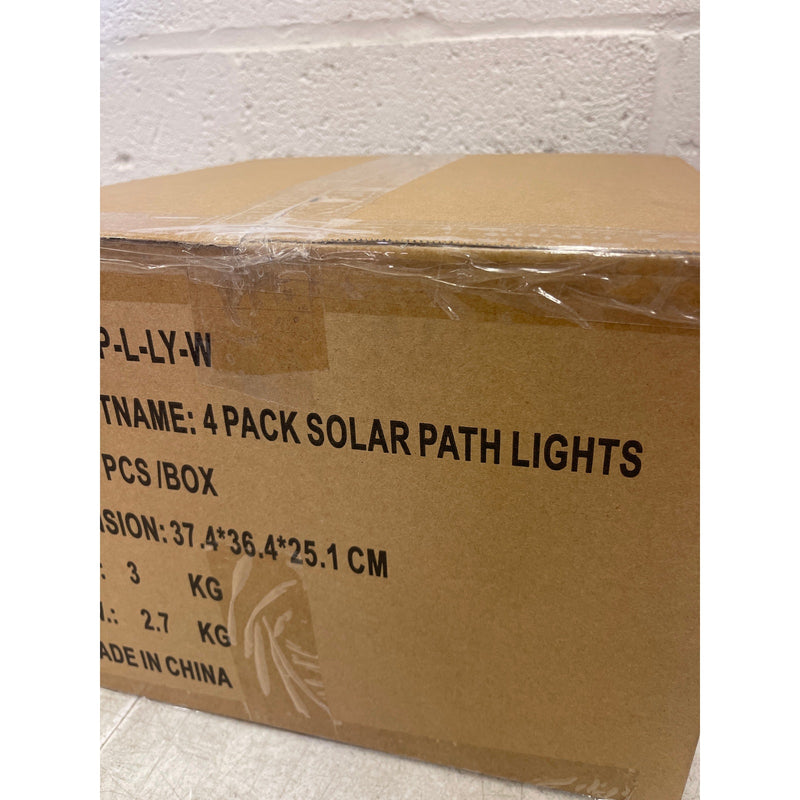 P-L-LY-W
TNAME: 4 PACK SOLAR PATH LIGHTS
PCS /BOX
SION: 37.4*36.4*25.1 CM
: 3 KG
.: 2.7 KG
ADE IN CHINA